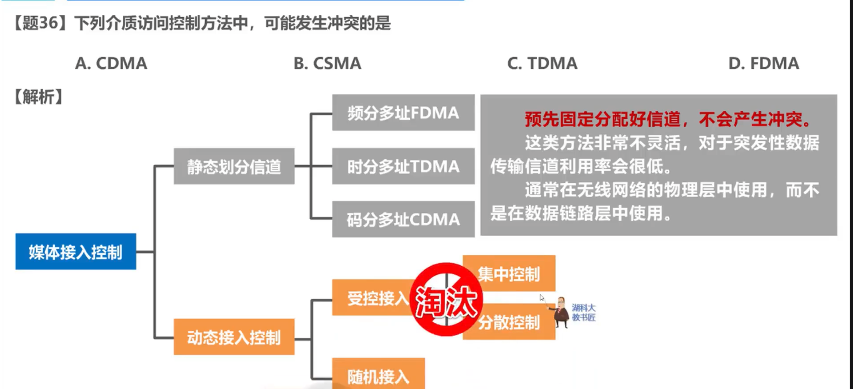 【题36】下列介质访问控制方法中，可能发生冲突的是
A. CDMA B. CSMA C. TDMA D. FDMA
【解析】
媒体接入控制
静态划分信道
频分多址FDMA
时分多址TDMA
码分多址CDMA
预先固定分配好信道，不会产生冲突。
这类方法非常不灵活，对于突发性数据
传输信道利用率会很低。
通常在无线网络的物理层中使用，而不
是在数据链路层中使用。
动态接入控制
受控接入
淘汰
集中控制
分散控制
随机接入
湖科大
教书匠